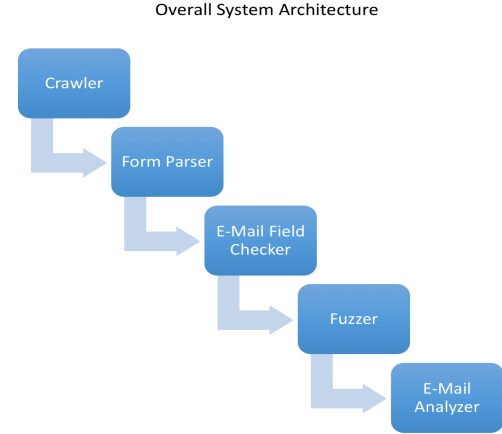 Overall System Architecture
Crawler
Form Parser
E-Mail Field
Checker
Fuzzer
E-Mail
Analyzer